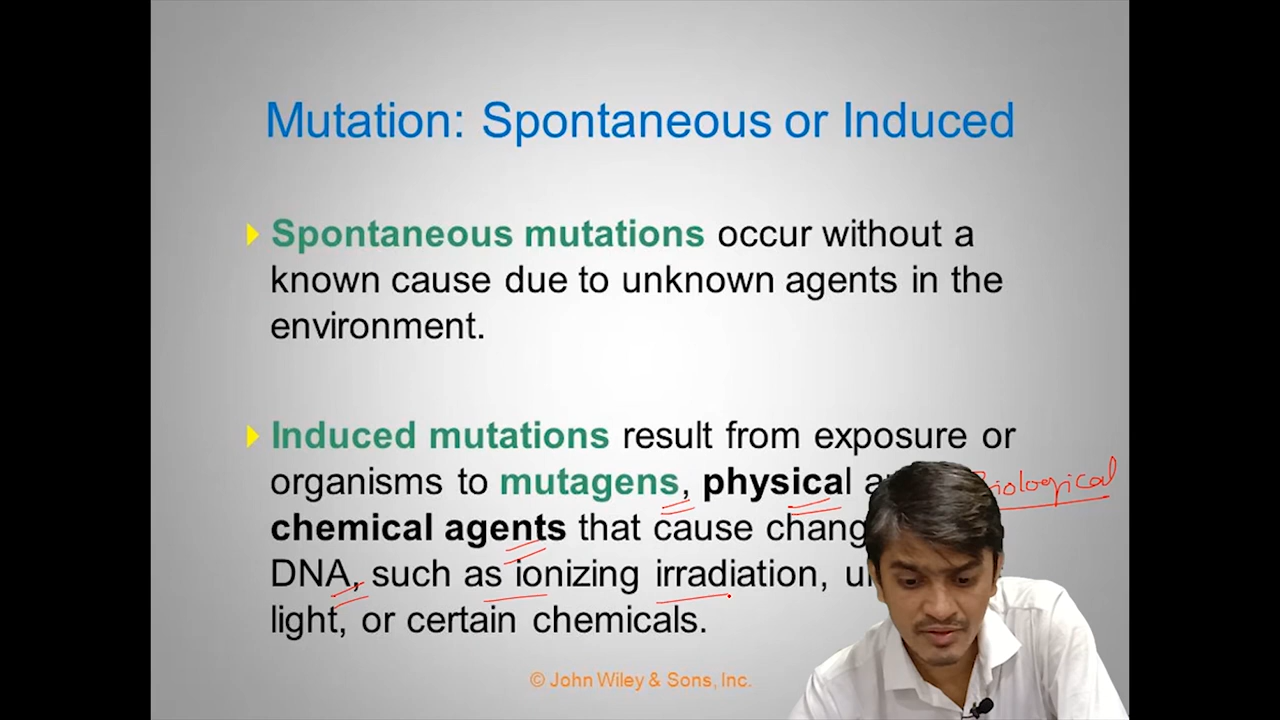 Mutation: Spontaneous or Induced
Spontaneous mutations occur without a
known cause due to unknown agents in the
environment.
Induced mutations result from exposure or
organisms to mutagens, physical Biological
chemical agents that cause
DNA, such as ionizing irradiation,
light, or certain chemicals.
© John Wiley & Sons, Inc.